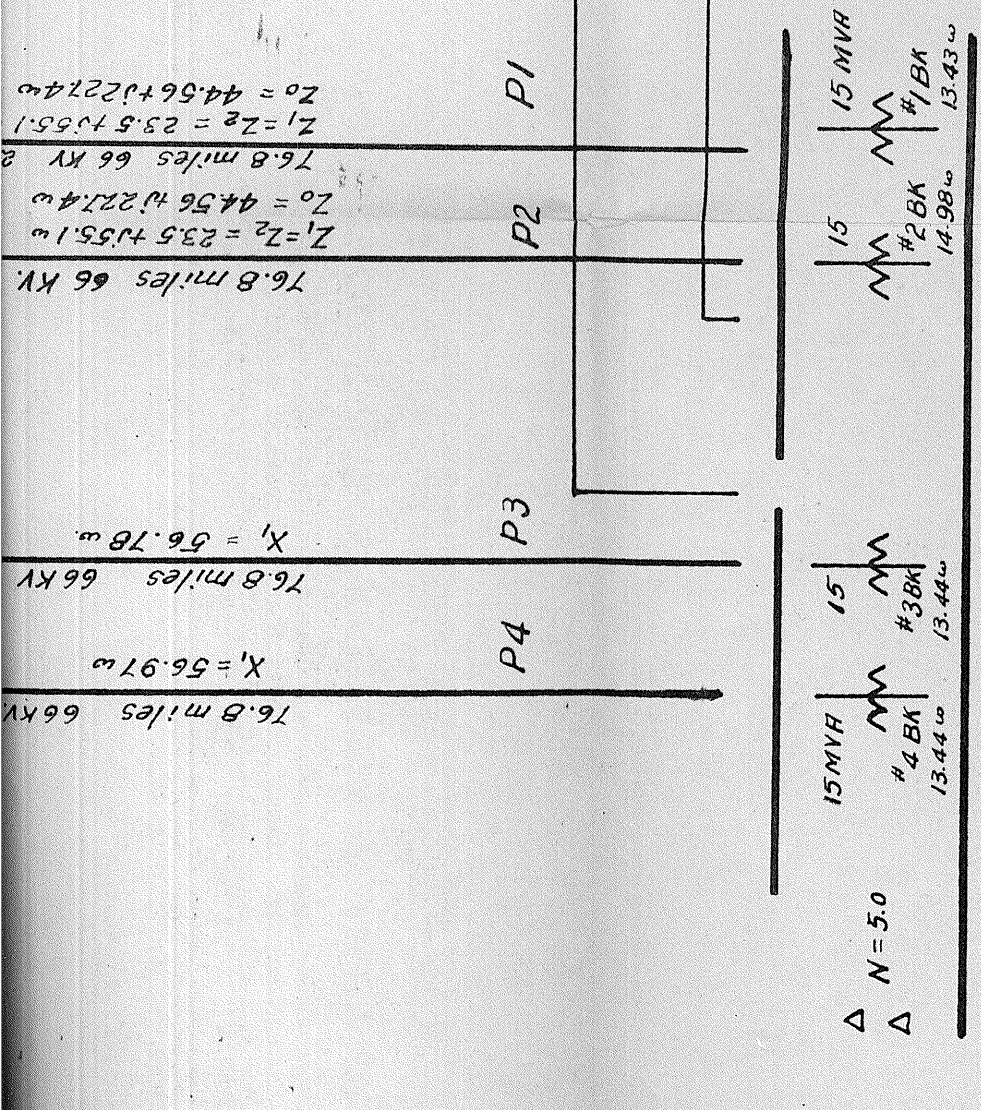 76.8 miles 66 KV.
X₁ = 56.97 ω
76.8 miles 66 KV
X₁ = 56.78 ω.
76.8 miles 66 KV.
Z₁=Z₂ = 23.5 +j55.1 ω
Z₀ = 44.56 +j227.4 ω
76.8 miles 66 KV
Z₁=Z₂ = 23.5 +j55.1
Z₀ = 44.56 +j227.4 ω
P1
P2
P3
P4
15 MVA
#1 BK
13.43 ω
15
#2 BK
14.98 ω
15
#3 BK
13.44 ω
15 MVA
#4 BK
13.44 ω
Δ
Δ
N = 5.0